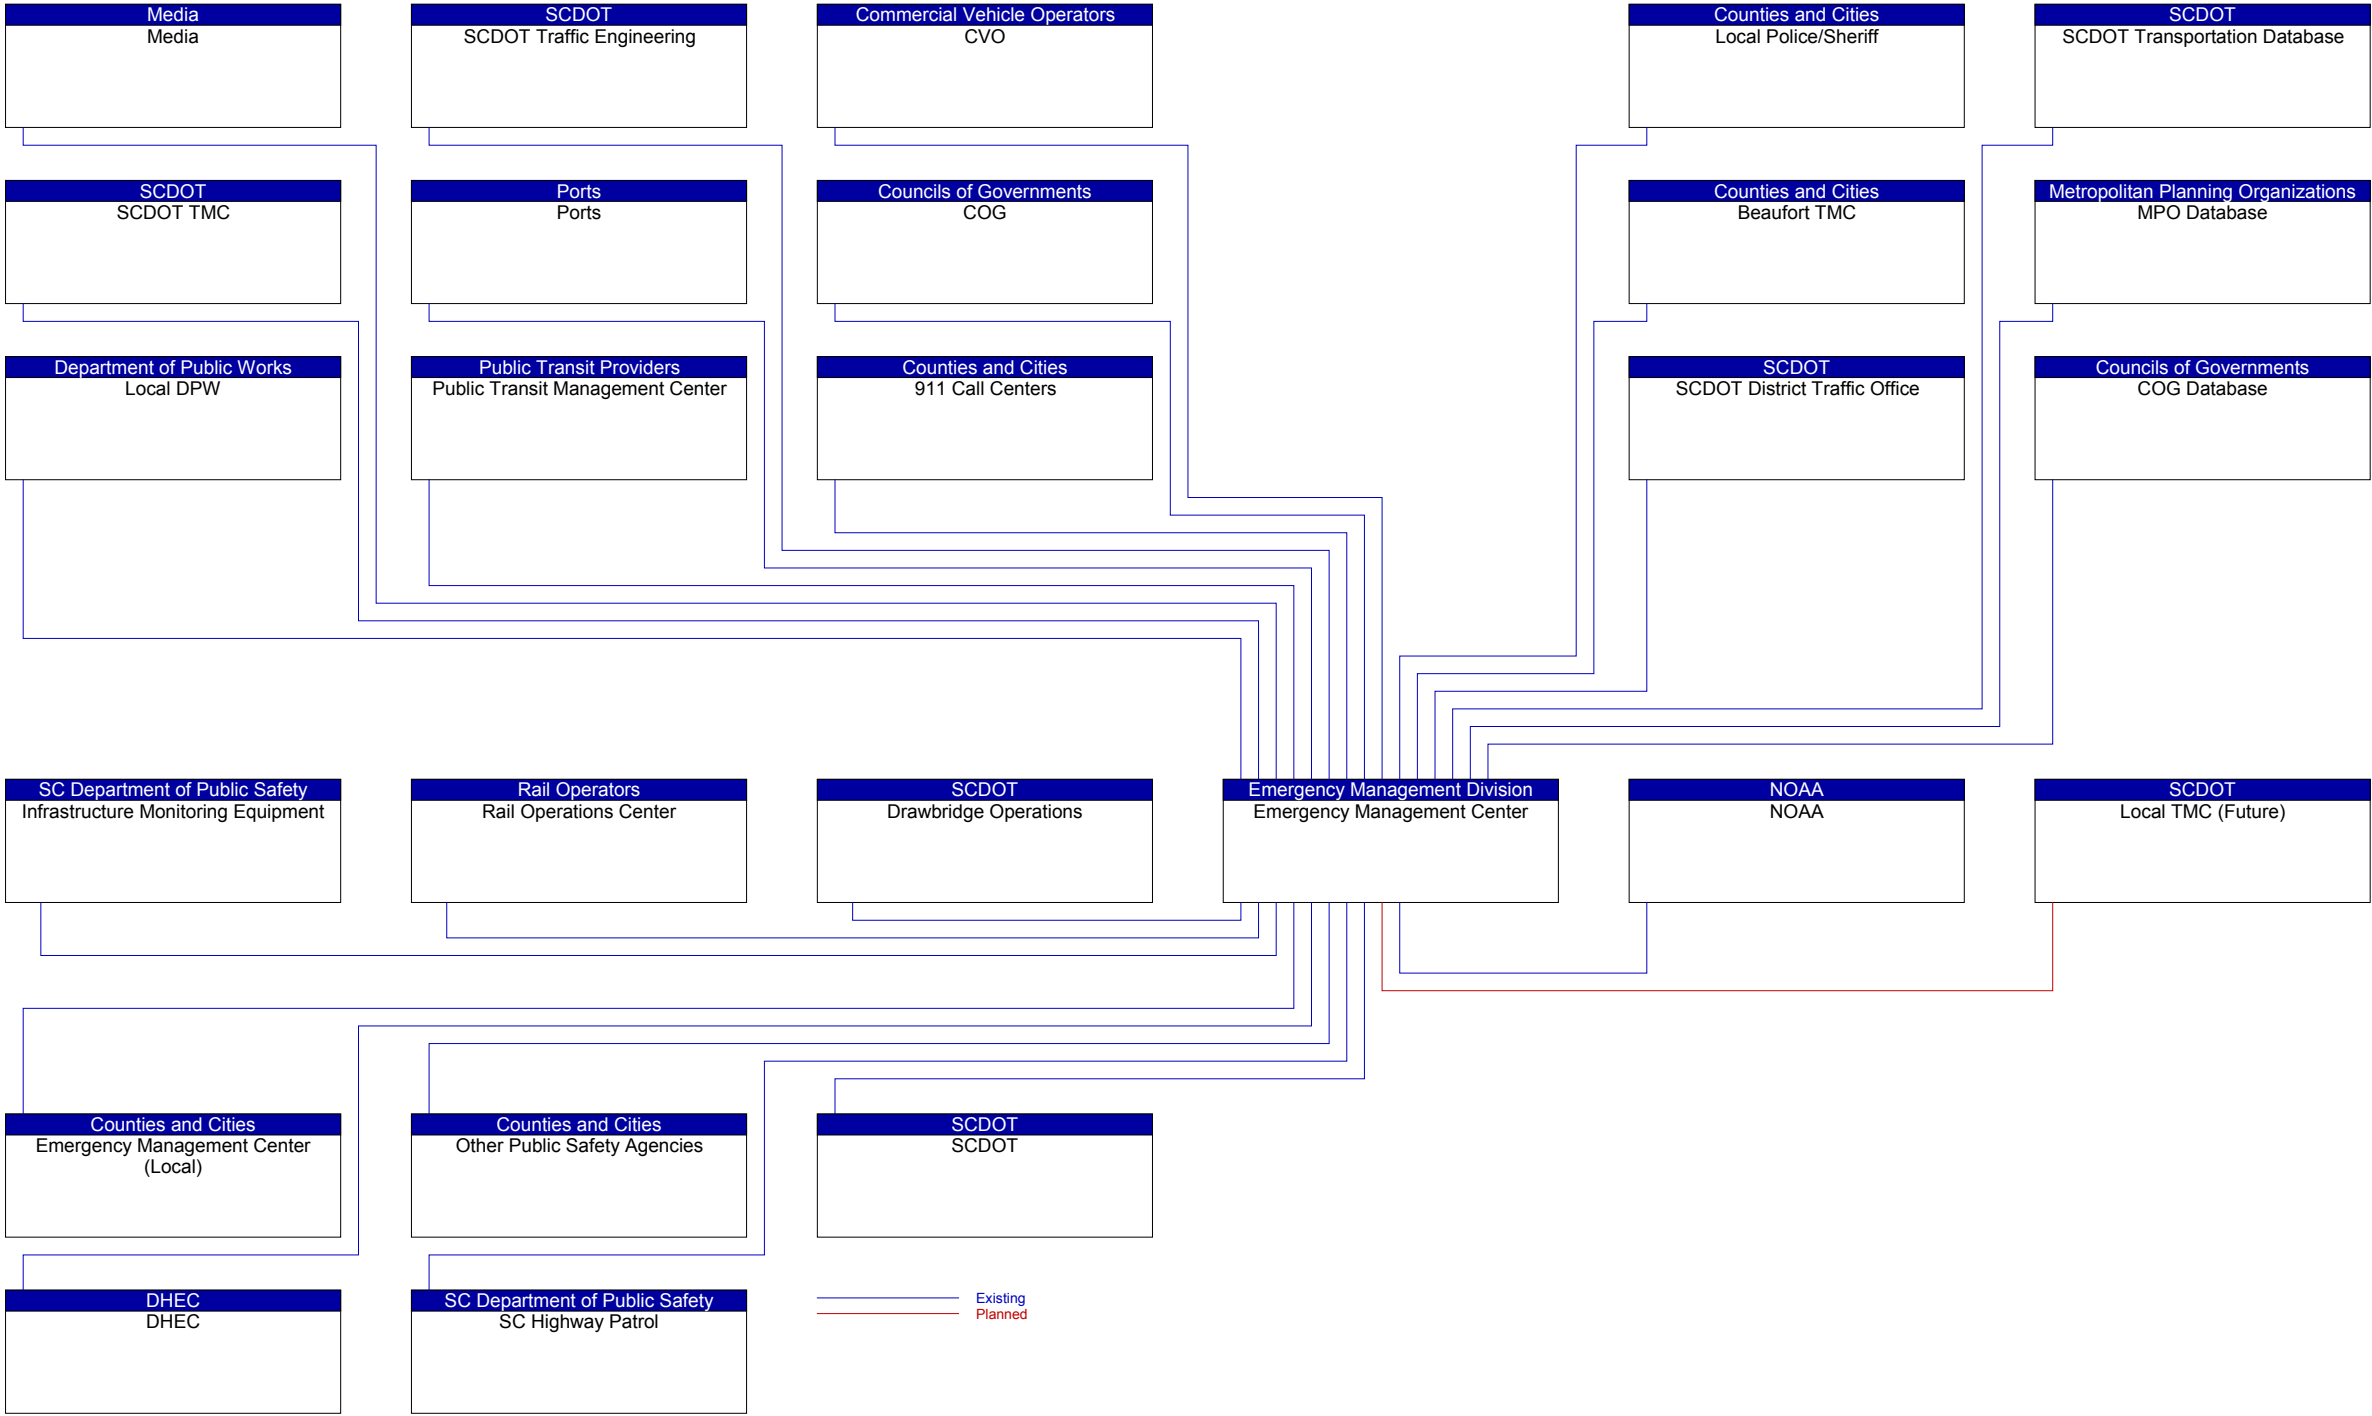 Media
Media
SCDOT
SCDOT Traffic Engineering
Commercial Vehicle Operators
CVO
Counties and Cities
Local Police/Sheriff
SCDOT
SCDOT Transportation Database
SCDOT
SCDOT TMC
Ports
Ports
Councils of Governments
COG
Counties and Cities
Beaufort TMC
Metropolitan Planning Organizations
MPO Database
Department of Public Works
Local DPW
Public Transit Providers
Public Transit Management Center
Counties and Cities
911 Call Centers
SCDOT
SCDOT District Traffic Office
Councils of Governments
COG Database
SC Department of Public Safety
Infrastructure Monitoring Equipment
Rail Operators
Rail Operations Center
SCDOT
Drawbridge Operations
Emergency Management Division
Emergency Management Center
NOAA
NOAA
SCDOT
Local TMC (Future)
Counties and Cities
Emergency Management Center
(Local)
Counties and Cities
Other Public Safety Agencies
SCDOT
SCDOT
DHEC
DHEC
SC Department of Public Safety
SC Highway Patrol
Existing
Planned